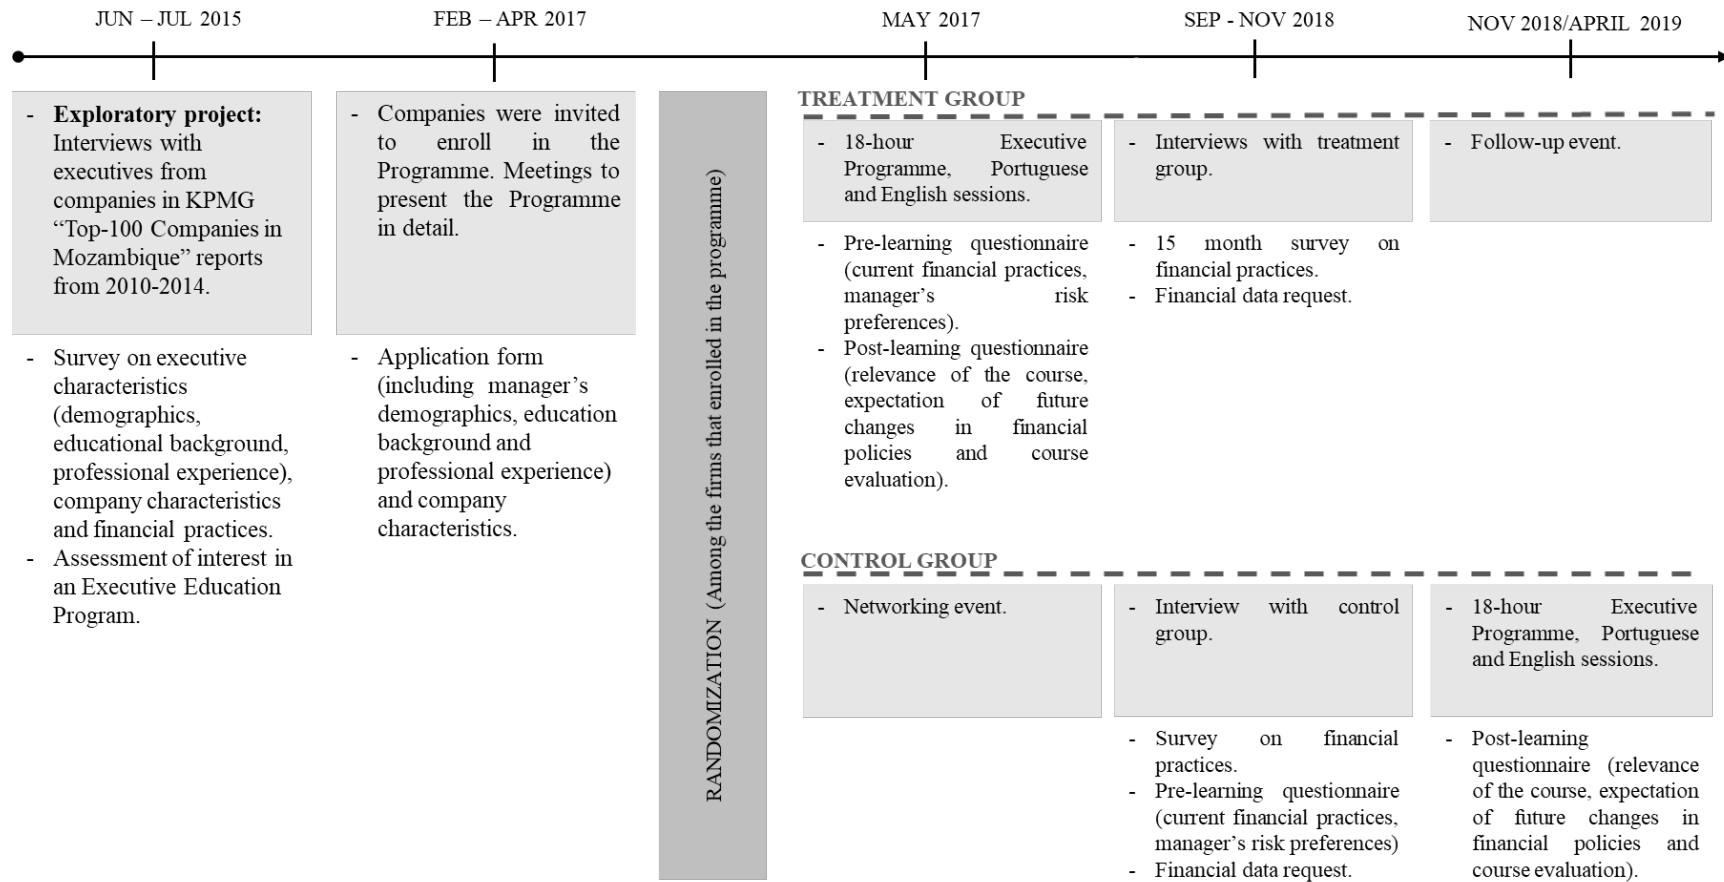 JUN – JUL 2015
FEB – APR 2017
MAY 2017
SEP - NOV 2018
NOV 2018/APRIL 2019
- Exploratory project:
Interviews with
executives from
companies in KPMG
“Top-100 Companies in
Mozambique” reports
from 2010-2014.
- Survey on executive
characteristics
(demographics,
educational background,
professional experience),
company characteristics
and financial practices.
- Assessment of interest in
an Executive Education
Program.
- Companies were invited
to enroll in the
Programme. Meetings to
present the Programme
in detail.
- Application form
(including manager’s
demographics, education
background and
professional experience)
and company
characteristics.
RANDOMIZATION (Among the firms that enrolled in the programme)
TREATMENT GROUP
- 18-hour Executive
Programme, Portuguese
and English sessions.
- Pre-learning questionnaire
(current financial practices,
manager’s risk
preferences).
- Post-learning questionnaire
(relevance of the course,
expectation of future
changes in financial
policies and course
evaluation).
- Interviews with treatment
group.
- 15 month survey on
financial practices.
- Financial data request.
- Follow-up event.
CONTROL GROUP
- Networking event.
- Interview with control
group.
- Survey on financial
practices.
- Pre-learning questionnaire
(current financial practices,
manager’s risk preferences)
- Financial data request.
- 18-hour Executive
Programme, Portuguese
and English sessions.
- Post-learning
questionnaire (relevance
of the course, expectation
of future changes in
financial policies and
course evaluation).